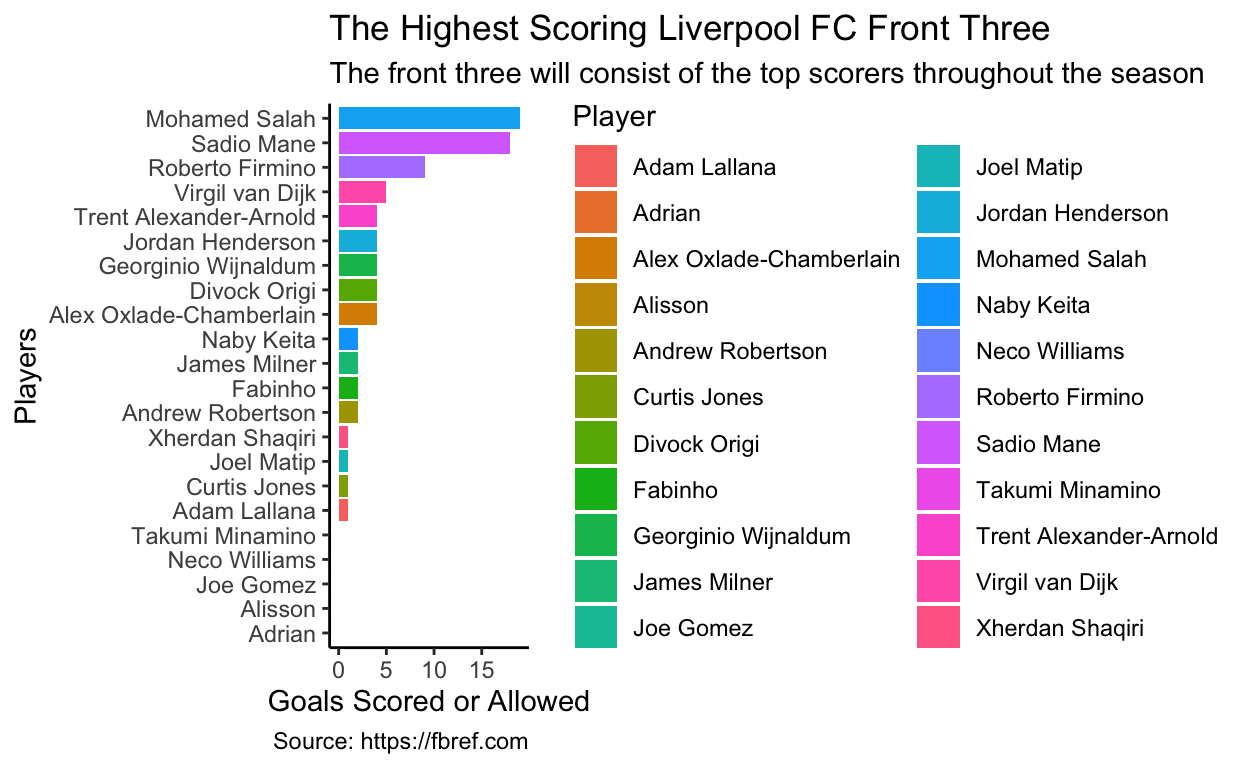 The Highest Scoring Liverpool FC Front Three
The front three will consist of the top scorers throughout the season
Players
Mohamed Salah
Sadio Mane
Roberto Firmino
Virgil van Dijk
Trent Alexander-Arnold
Jordan Henderson
Georginio Wijnaldum
Divock Origi
Alex Oxlade-Chamberlain
Naby Keita
James Milner
Fabinho
Andrew Robertson
Xherdan Shaqiri
Joel Matip
Curtis Jones
Adam Lallana
Takumi Minamino
Neco Williams
Joe Gomez
Alisson
Adrian
0 5 10 15
Goals Scored or Allowed
Source: https://fbref.com
Player
Adam Lallana
Adrian
Alex Oxlade-Chamberlain
Alisson
Andrew Robertson
Curtis Jones
Divock Origi
Fabinho
Georginio Wijnaldum
James Milner
Joe Gomez
Joel Matip
Jordan Henderson
Mohamed Salah
Naby Keita
Neco Williams
Roberto Firmino
Sadio Mane
Takumi Minamino
Trent Alexander-Arnold
Virgil van Dijk
Xherdan Shaqiri